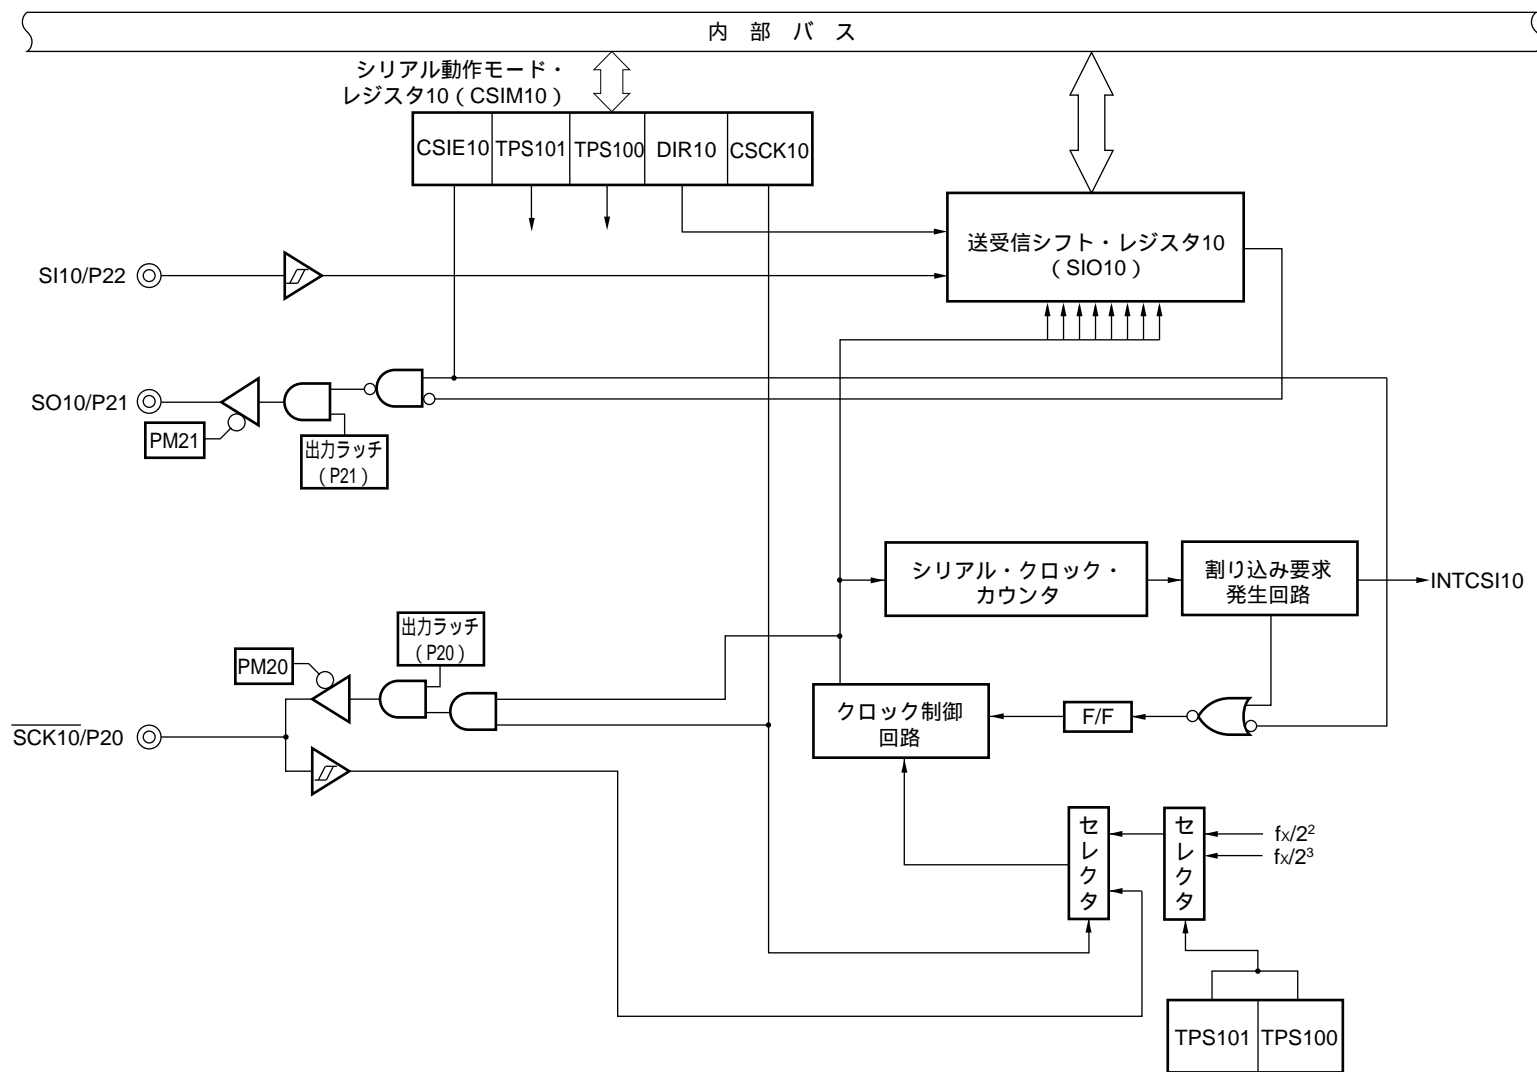 内 部 バ ス
シリアル動作モード・
レジスタ10（CSIM10）
CSIE10 TPS101 TPS100 DIR10 CSCK10
送受信シフト・レジスタ10
（SIO10）
SI10/P22
SO10/P21
PM21
出力ラッチ
（P21）
シリアル・クロック・
カウンタ
割り込み要求
発生回路
INTCSI10
出力ラッチ
（P20）
PM20
SCK10/P20
クロック制御
回路
F/F
セレクタ
セレクタ
fx/2²
fx/2³
TPS101 TPS100